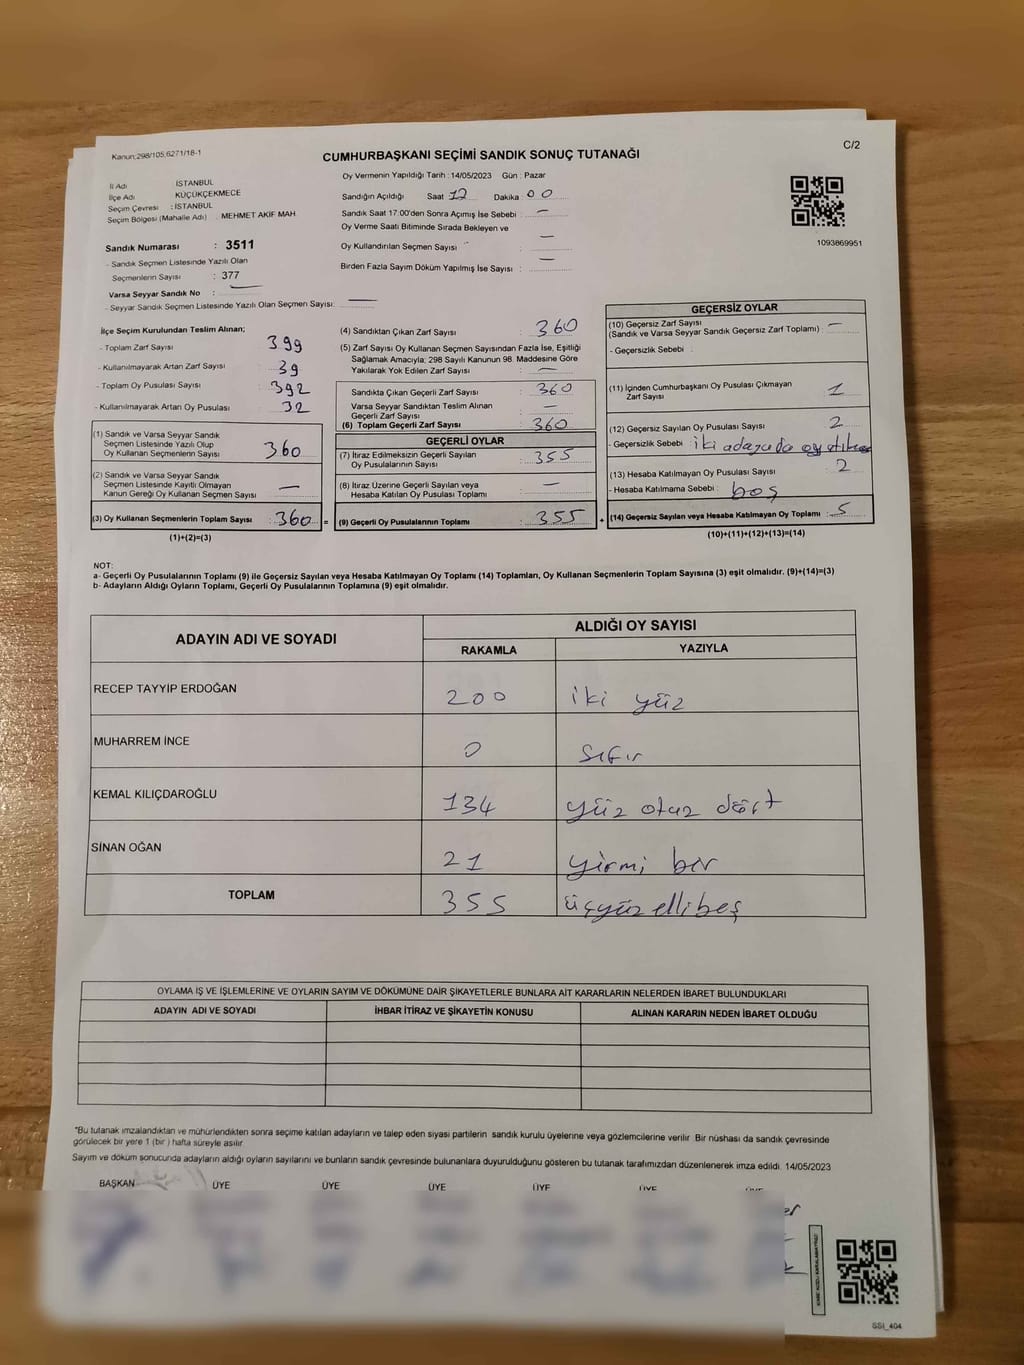 Kanun;298/105;6271/18-1
CUMHURBAŞKANI SEÇİMİ SANDIK SONUÇ TUTANAĞI
C/2
İl Adı İSTANBUL
İlçe Adı KÜÇÜKÇEKMECE
Seçim Çevresi : İSTANBUL
Seçim Bölgesi (Mahalle Adı) . MEHMET AKİF MAH
Sandık Numarası : 3511
- Sandık Seçmen Listesinde Yazılı Olan
Seçmenlerin Sayısı : 377
Varsa Seyyar Sandık No : —
- Seyyar Sandık Seçmen Listesinde Yazılı Olan Seçmen Sayısı: —
Oy Vermenin Yapıldığı Tarih : 14/05/2023 Gün : Pazar
Sandığın Açıldığı Saat 12 Dakika 00
Sandık Saat 17:00'den Sonra Açımış İse Sebebi : —
Oy Verme Saati Bitiminde Sırada Bekleyen ve
Oy Kullandırılan Seçmen Sayısı : —
Birden Fazla Sayım Döküm Yapılmış İse Sayısı : —
1093869951
İlçe Seçim Kurulundan Teslim Alınan;
- Toplam Zarf Sayısı : 399
- Kullanılmayarak Artan Zarf Sayısı : 39
- Toplam Oy Pusulası Sayısı : 392
- Kullanılmayarak Artan Oy Pusulası : 32
(1) Sandık ve Varsa Seyyar Sandık
Seçmen Listesinde Yazılı Olup
Oy Kullanan Seçmenlerin Sayısı : 360
(2) Sandık ve Varsa Seyyar Sandık
Seçmen Listesinde Kayıtlı Olmayan
Kanun Gereği Oy Kullanan Seçmen Sayısı : —
(3) Oy Kullanan Seçmenlerin Toplam Sayısı : 360 =
(1)+(2)=(3)
(4) Sandıktan Çıkan Zarf Sayısı : 360
(5) Zarf Sayısı Oy Kullanan Seçmen Sayısından Fazla İse, Eşitliği
Sağlamak Amacıyla; 298 Sayılı Kanunun 98. Maddesine Göre
Yakılarak Yok Edilen Zarf Sayısı : —
Sandıkta Çıkan Geçerli Zarf Sayısı : 360
Varsa Seyyar Sandıktan Teslim Alınan
Geçerli Zarf Sayısı : —
(6) Toplam Geçerli Zarf Sayısı : 360
GEÇERLİ OYLAR
(7) İtiraz Edilmeksizin Geçerli Sayılan
Oy Pusulalarının Sayısı : 355
(8) İtiraz Üzerine Geçerli Sayılan veya
Hesaba Katılan Oy Pusulası Toplamı : —
(9) Geçerli Oy Pusulalarının Toplamı : 355 +
GEÇERSİZ OYLAR
(10) Geçersiz Zarf Sayısı
(Sandık ve Varsa Seyyar Sandık Geçersiz Zarf Toplamı) : —
- Geçersizlik Sebebi :
(11) İçinden Cumhurbaşkanı Oy Pusulası Çıkmayan
Zarf Sayısı : 1
(12) Geçersiz Sayılan Oy Pusulası Sayısı : 2
- Geçersizlik Sebebi : iki adaya da oy
(13) Hesaba Katılmayan Oy Pusulası Sayısı : 2
- Hesaba Katılmama Sebebi : boş
(14) Geçersiz Sayılan veya Hesaba Katılmayan Oy Toplamı : 5
(10)+(11)+(12)+(13)=(14)
NOT:
a- Geçerli Oy Pusulalarının Toplamı (9) ile Geçersiz Sayılan veya Hesaba Katılmayan Oy Toplamı (14) Toplamları, Oy Kullanan Seçmenlerin Toplam Sayısına (3) eşit olmalıdır. (9)+(14)=(3)
b- Adayların Aldığı Oyların Toplamı, Geçerli Oy Pusulalarının Toplamına (9) eşit olmalıdır.
ADAYIN ADI VE SOYADI ALDIĞI OY SAYISI
RAKAMLA YAZIYLA
RECEP TAYYİP ERDOĞAN 200 iki yüz
MUHARREM İNCE 0 sıfır
KEMAL KILIÇDAROĞLU 134 yüz otuz dört
SİNAN OĞAN 21 yirmi bir
TOPLAM 355 üçyüz ellibeş
OYLAMA İŞ VE İŞLEMLERİNE VE OYLARIN SAYIM VE DÖKÜMÜNE DAİR ŞİKAYETLERLE BUNLARA AİT KARARLARIN NELERDEN İBARET BULUNDUKLARI
ADAYIN ADI VE SOYADI İHBAR İTİRAZ VE ŞİKAYETİN KONUSU ALINAN KARARIN NEDEN İBARET OLDUĞU
"Bu tutanak imzalandıktan ve mühürlendikten sonra seçime katılan adayların ve talep eden siyasi partilerin sandık kurulu üyelerine veya gözlemcilerine verilir Bir nüshası da sandık çevresinde
görülecek bir yere 1 (bir ) hafta süreyle asılır
Sayım ve döküm sonucunda adayların aldığı oyların sayılarını ve bunların sandık çevresinde bulunanlara duyurulduğunu gösteren bu tutanak tarafımızdan düzenlenerek imza edildi. 14/05/2023
BAŞKAN ÜYE ÜYE ÜYE ÜYE ÜYE
SSI_404